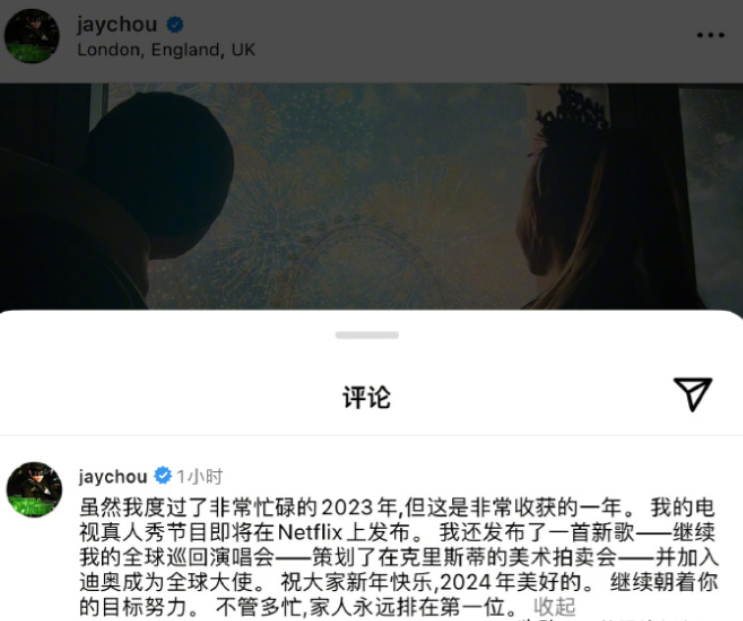 jaychou
London, England, UK
评论
jaychou 1小时
虽然我度过了非常忙碌的2023年,但这是非常收获的一年。 我的电
视真人秀节目即将在Netflix上发布。 我还发布了一首新歌——继续
我的全球巡回演唱会——策划了在克里斯蒂的美术拍卖会——并加入
迪奥成为全球大使。 祝大家新年快乐,2024年美好的。 继续朝着你
的目标努力。 不管多忙,家人永远排在第一位。 收起